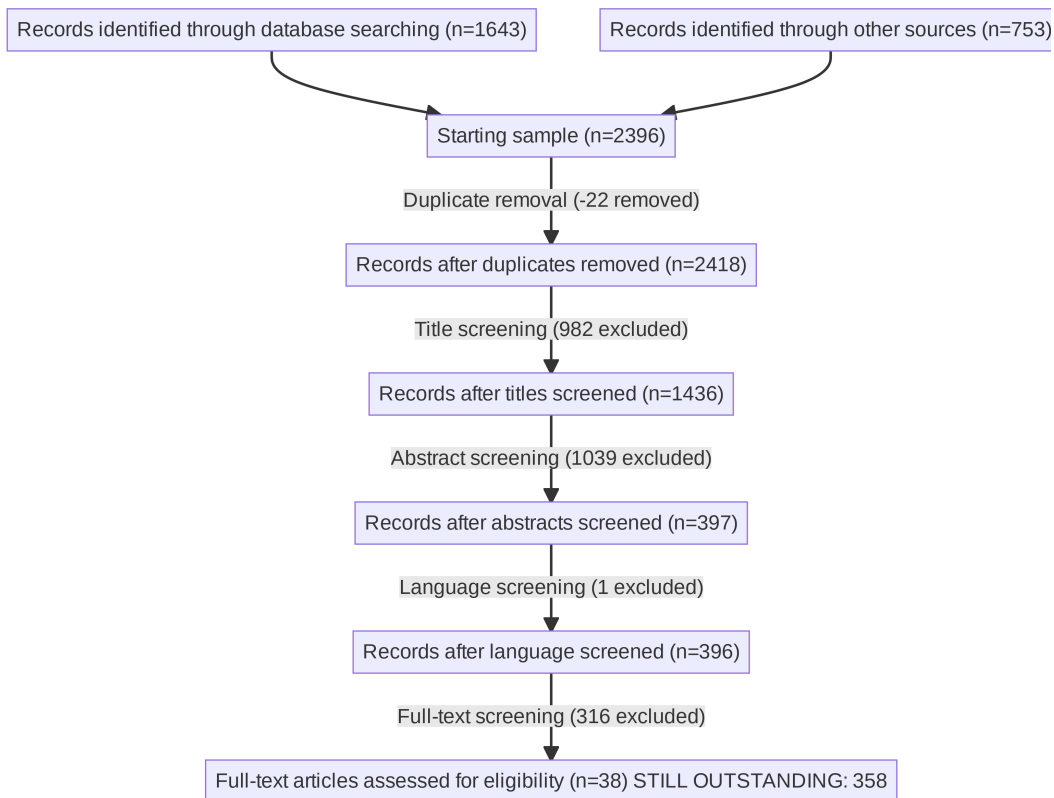 Records identified through database searching (n=1643)
Records identified through other sources (n=753)
Starting sample (n=2396)
Duplicate removal (-22 removed)
Records after duplicates removed (n=2418)
Title screening (982 excluded)
Records after titles screened (n=1436)
Abstract screening (1039 excluded)
Records after abstracts screened (n=397)
Language screening (1 excluded)
Records after language screened (n=396)
Full-text screening (316 excluded)
Full-text articles assessed for eligibility (n=38) STILL OUTSTANDING: 358